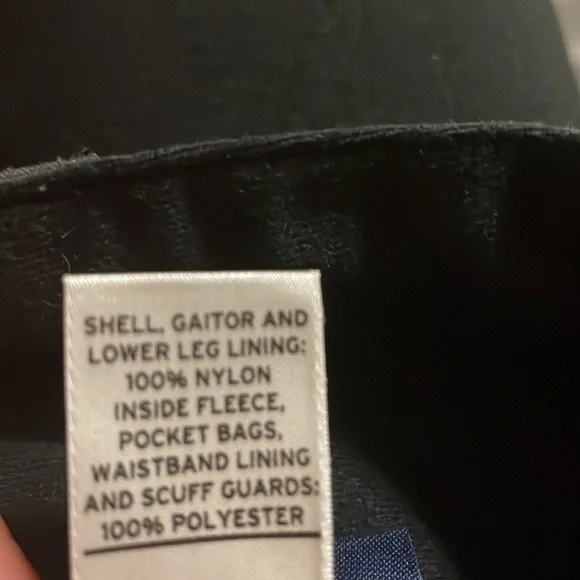 SHELL, GAITOR AND
LOWER LEG LINING:
100% NYLON
INSIDE FLEECE,
POCKET BAGS,
WAISTBAND LINING
AND SCUFF GUARDS:
100% POLYESTER